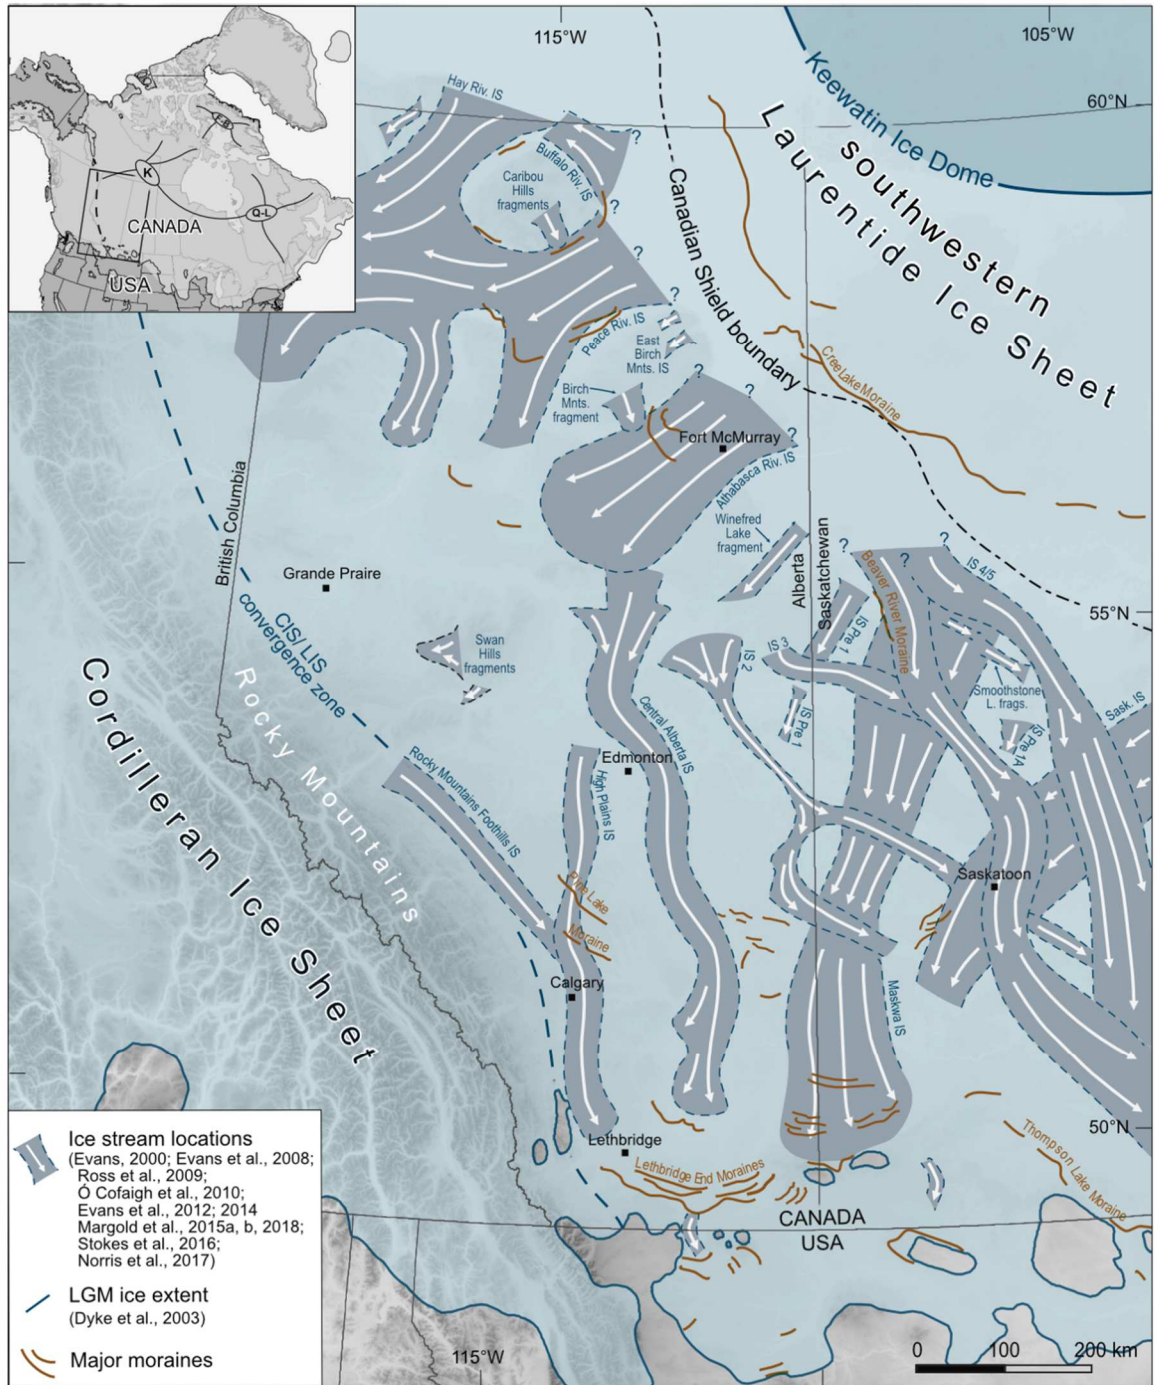 115°W
105°W
60°N
Keewatin Ice Dome
southwestern
Laurentide Ice Sheet
Hay Riv. IS
Buffalo Riv. IS
Caribou
Hills
fragments
?
?
?
?
Canadian Shield boundary
F-B
K
Q-L
CANADA
USA
Peace Riv. IS
East
Birch
Mnts. IS
Birch
Mnts.
fragment
?
?
?
Cree Lake Moraine
Fort McMurray
Athabasca Riv. IS
Winefred
Lake
fragment
British Columbia
Alberta
Saskatchewan
?
?
?
Beaver River Moraine
IS 4/5
55°N
Grande Praire
CIS/LIS
convergence zone
Swan
Hills
fragments
IS 2
IS 3
IS Pre 1
IS Pre 1
Smoothstone
L. frags.
IS Pre 1A
Sask. IS
Cordilleran Ice Sheet
Rocky Mountains
Rocky Mountains Foothills IS
Central Alberta IS
Edmonton
High Plains IS
Pine Lake
Moraine
Saskatoon
Calgary
Maskwa IS
50°N
Lethbridge
Lethbridge End Moraines
Thompson Lake Moraine
CANADA
USA
Ice stream locations
(Evans, 2000; Evans et al., 2008;
Ross et al., 2009;
Ó Cofaigh et al., 2010;
Evans et al., 2012; 2014
Margold et al., 2015a, b, 2018;
Stokes et al., 2016;
Norris et al., 2017)
LGM ice extent
(Dyke et al., 2003)
Major moraines
115°W
0 100 200 km